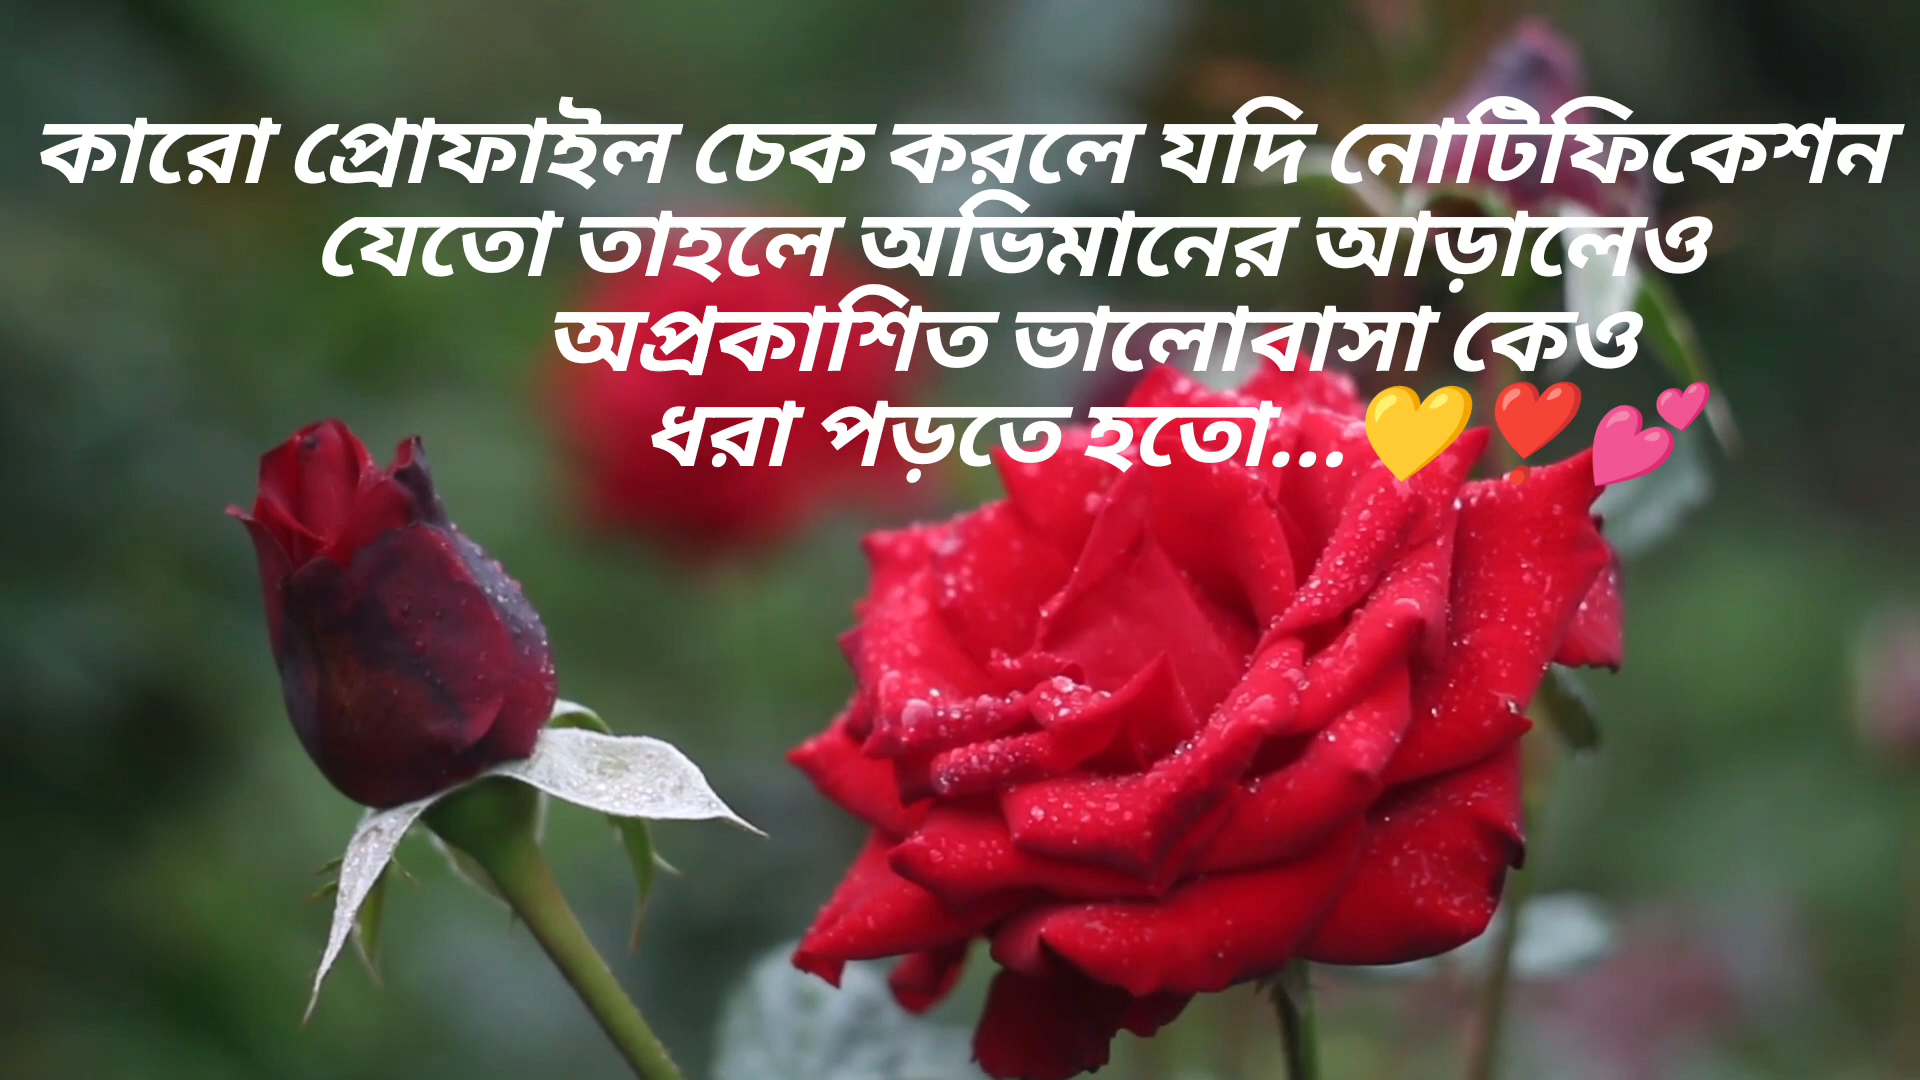 কারো প্রোফাইল চেক করলে যদি নোটিফিকেশন
যেতো তাহলে অভিমানের আড়ালেও
অপ্রকাশিত ভালোবাসা কেও
ধরা পড়তে হতো...💛❣️💕